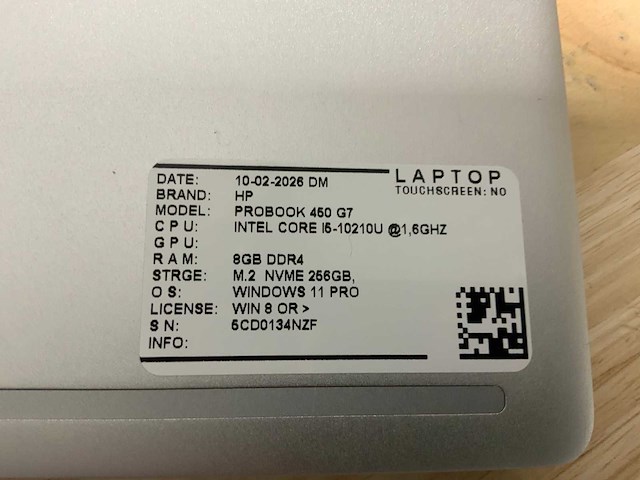 LAPTOP
TOUCHSCREEN: NO
DATE: 10-02-2026 DM
BRAND: HP
MODEL: PROBOOK 450 G7
CPU: INTEL CORE I5-10210U @1,6GHZ
GPU:
RAM: 8GB DDR4
STRGE: M.2 NVME 256GB,
OS: WINDOWS 11 PRO
LICENSE: WIN 8 OR >
SN: 5CD0134NZF
INFO: